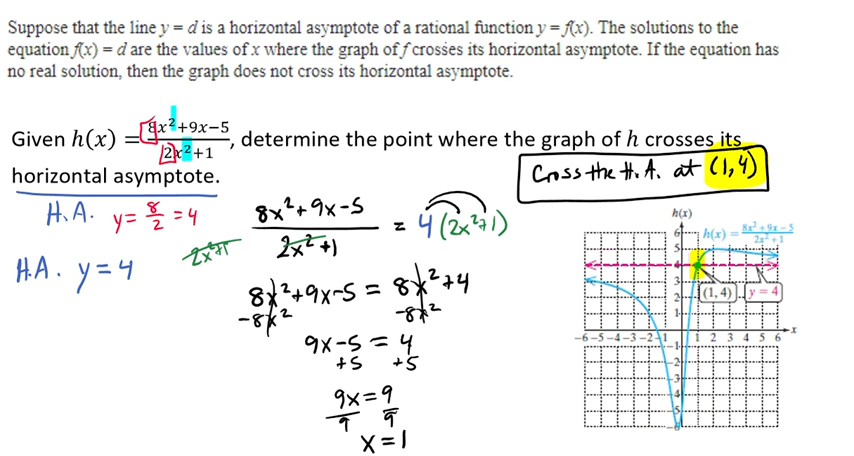 Suppose that the line y = d is a horizontal asymptote of a rational function y = f(x). The solutions to the
equation f(x) = d are the values of x where the graph of f crosses its horizontal asymptote. If the equation has
no real solution, then the graph does not cross its horizontal asymptote.
Given h(x) = (8x²+9x−5)/(2x²+1), determine the point where the graph of h crosses its
horizontal asymptote.
Cross the H.A. at (1,4)
H.A. y = 8/2 = 4
H.A. y = 4
2x²+1
(8x²+9x−5)/(2x²+1) = 4(2x²+1)
8x²+9x−5 = 8x²+4
−8x² −8x²
9x−5 = 4
+5 +5
9x = 9
9 9
x = 1
h(x)
h(x) = (8x² + 9x − 5)/(2x² + 1)
(1, 4)
y = 4
6
5
4
3
2
1
−6 −5 −4 −3 −2 −1 1 2 3 4 5 6 x
−1
−2
−3
−4
−5
−6